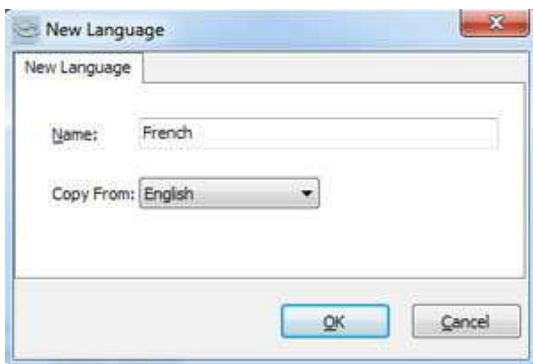 New Language
New Language
Name: French
Copy From: English
OK Cancel